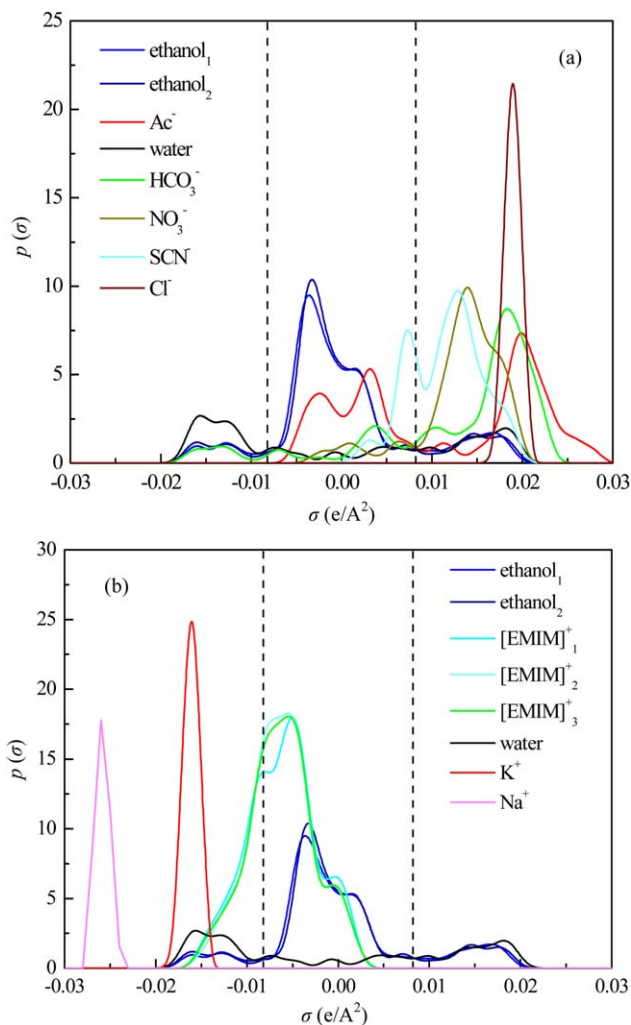 25
20
15
10
5
0
p (σ)
ethanol₁
ethanol₂
Ac⁻
water
HCO₃⁻
NO₃⁻
SCN⁻
Cl⁻
(a)
-0.03 -0.02 -0.01 0.00 0.01 0.02 0.03
σ (e/A²)
30
25
20
15
10
5
0
p (σ)
(b)
ethanol₁
ethanol₂
[EMIM]⁺₁
[EMIM]⁺₂
[EMIM]⁺₃
water
K⁺
Na⁺
-0.03 -0.02 -0.01 0.00 0.01 0.02 0.03
σ (e/A²)